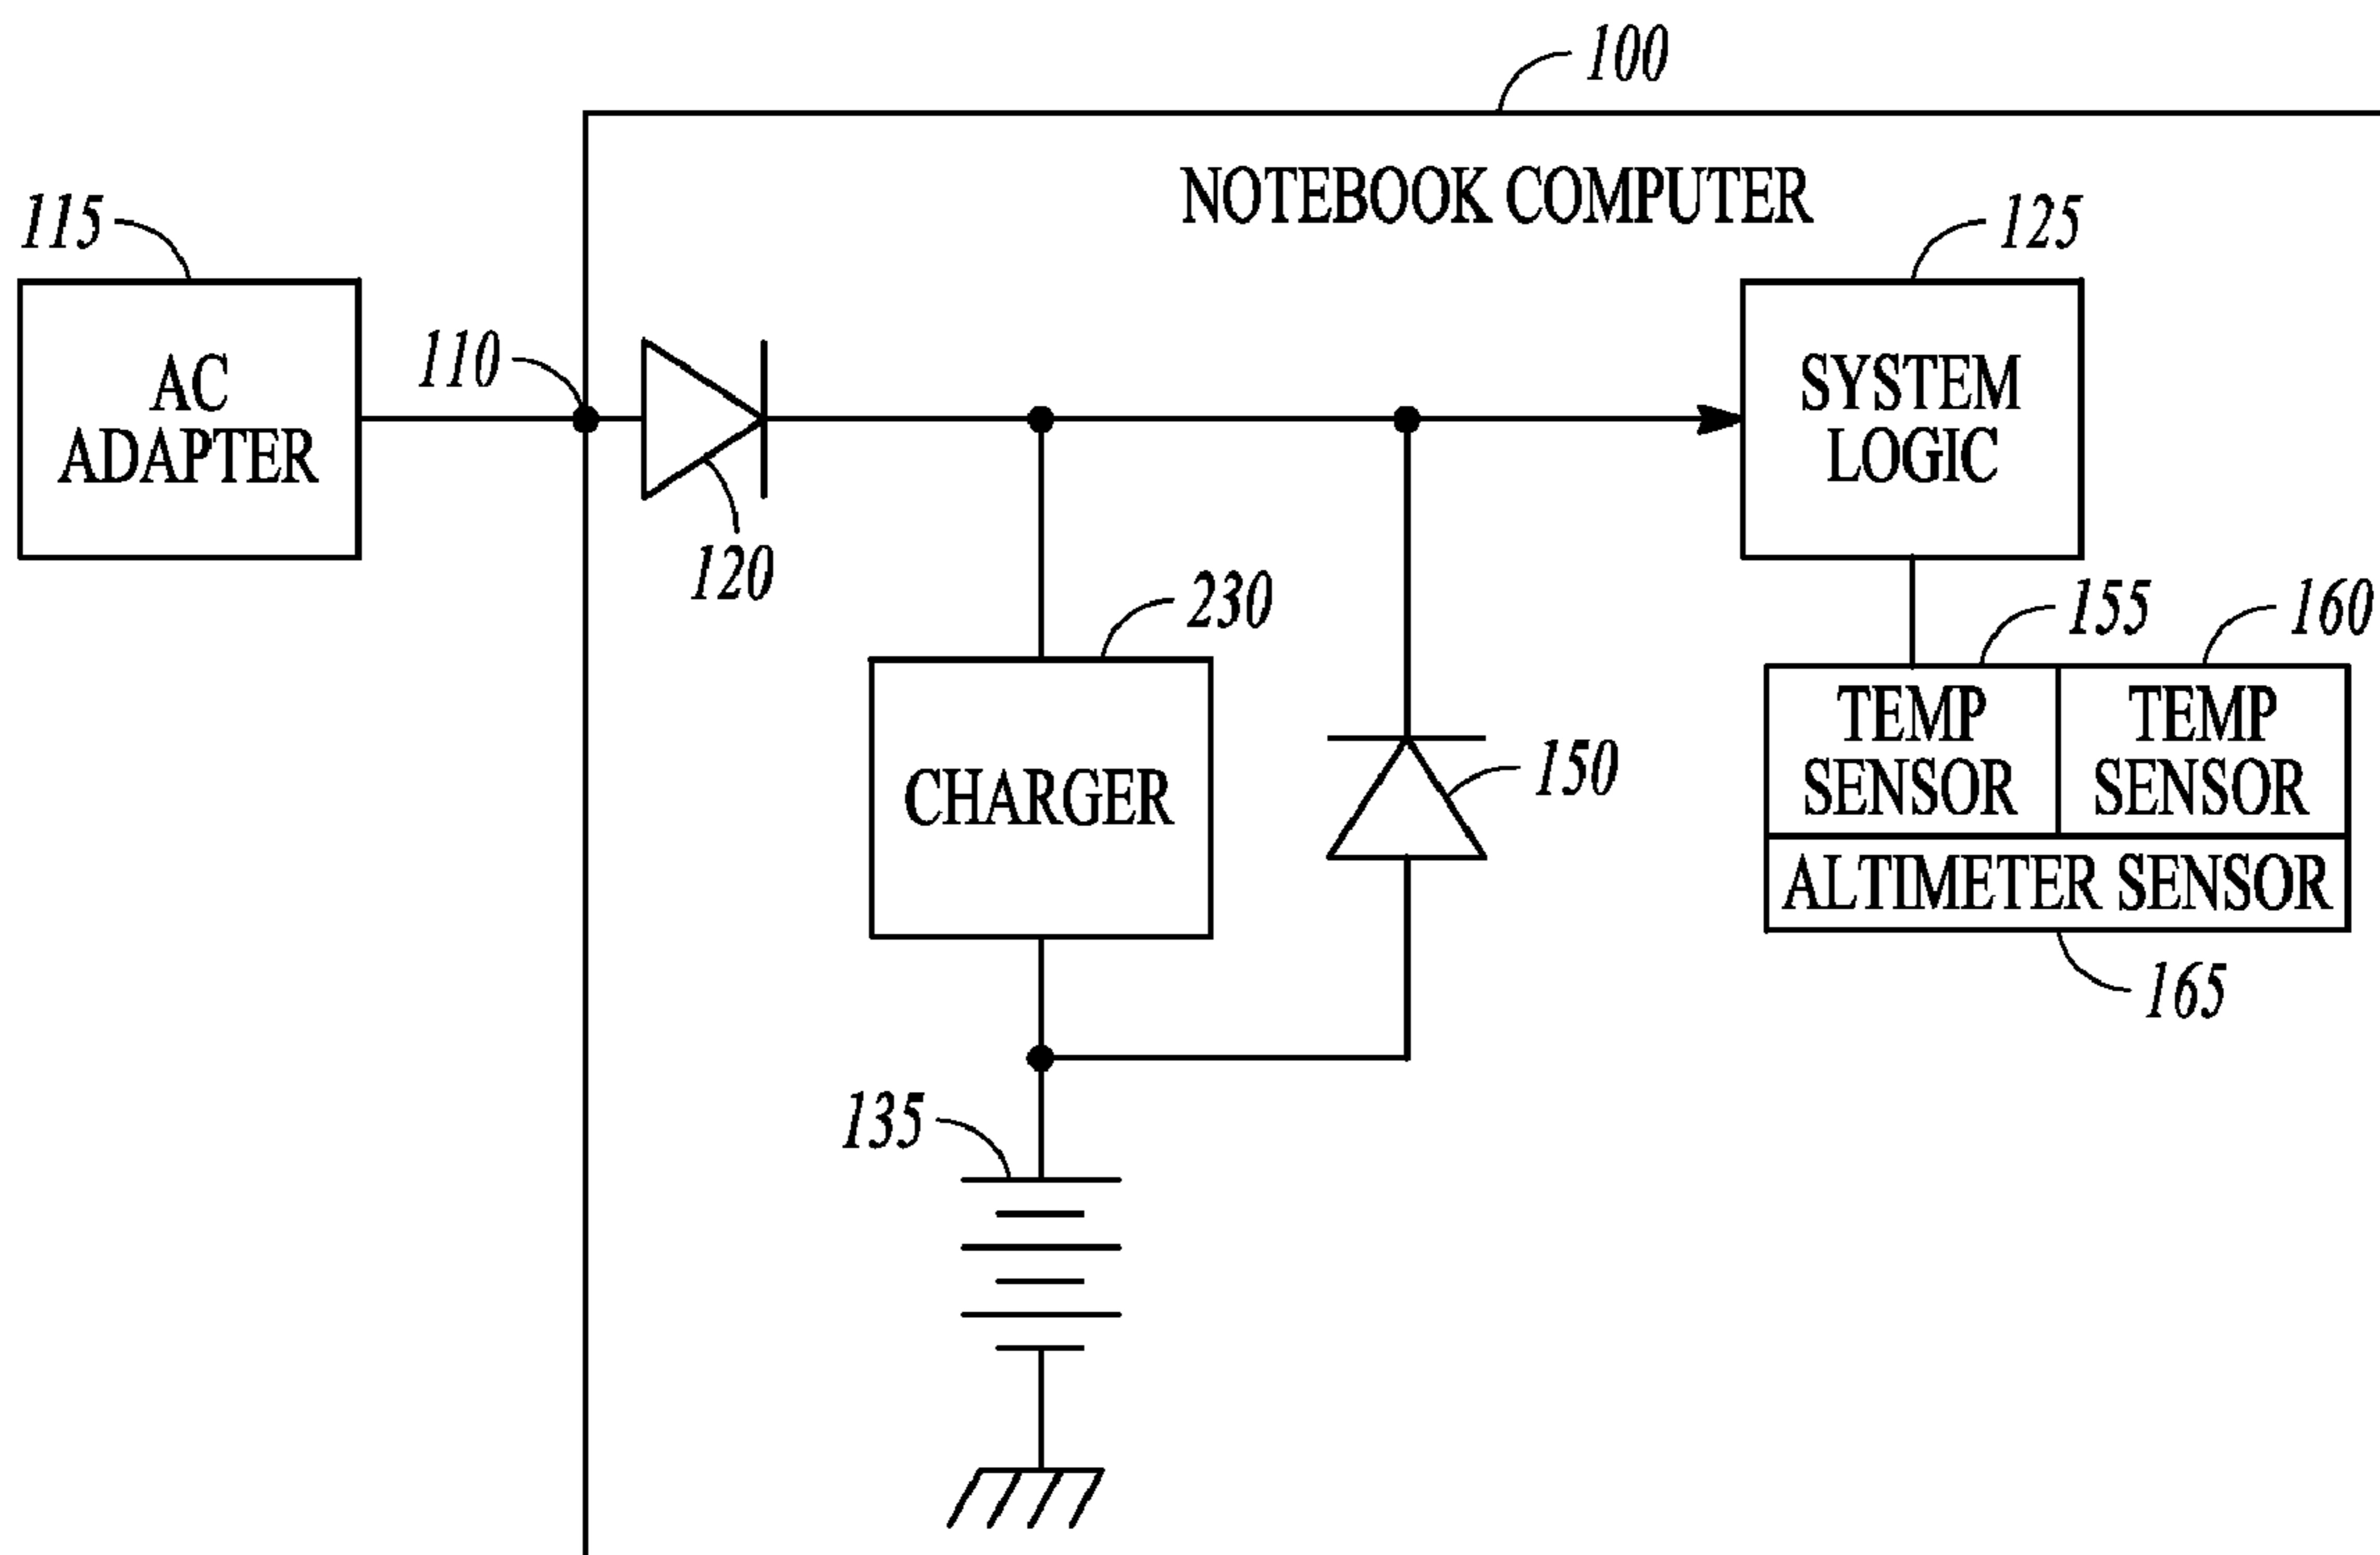 100
NOTEBOOK COMPUTER
115
125
AC
ADAPTER
110
SYSTEM
LOGIC
120
230
155
160
CHARGER
150
TEMP
SENSOR
TEMP
SENSOR
ALTIMETER SENSOR
165
135